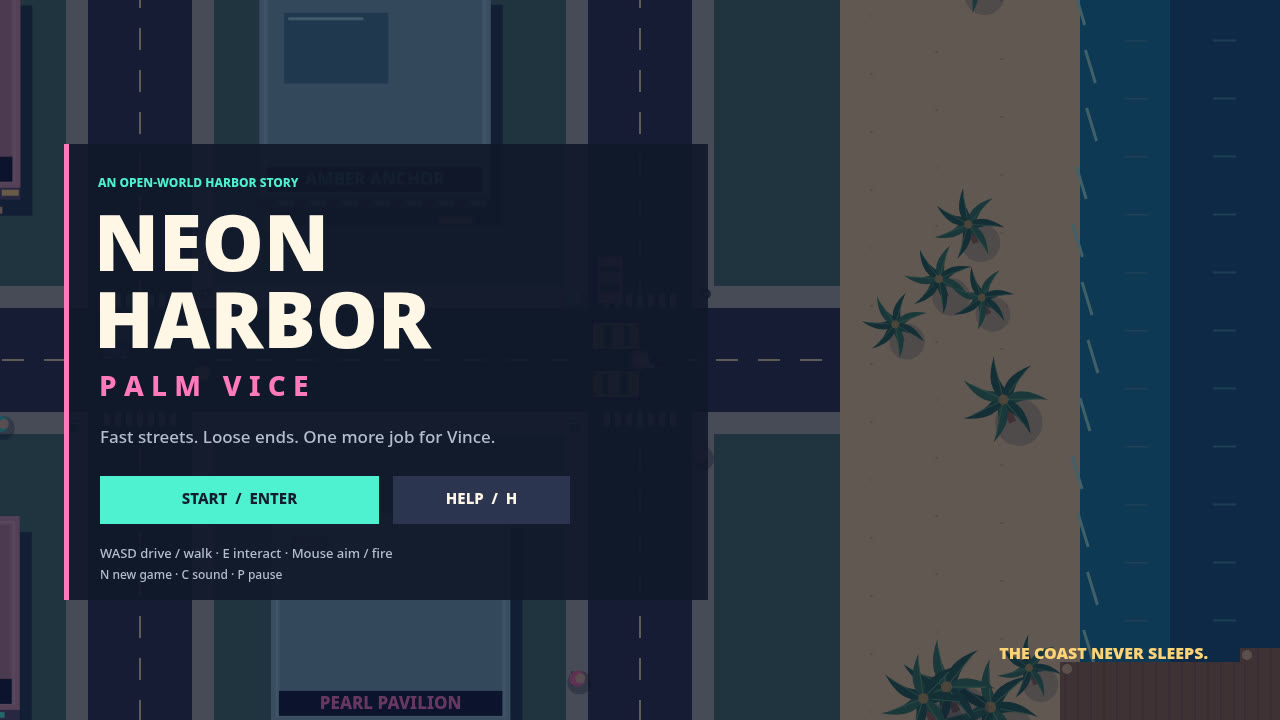 AMBER ANCHOR
AN OPEN-WORLD HARBOR STORY
NEON
HARBOR
PALM VICE
Fast streets. Loose ends. One more job for Vince.
START / ENTER
HELP / H
WASD drive / walk · E interact · Mouse aim / fire
N new game · C sound · P pause
THE COAST NEVER SLEEPS.
PEARL PAVILION